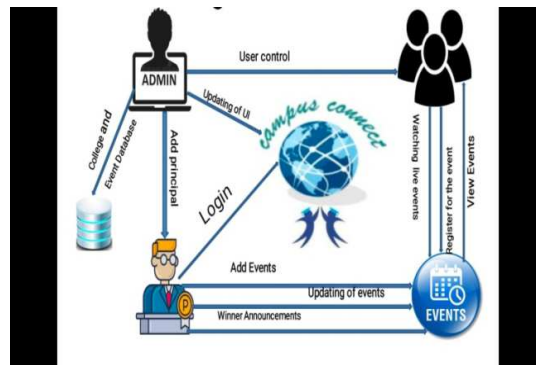 User control
ADMIN
Updating of UI
campus connect
College and
Event Database
Add principal
Login
Watching live events
Register for the event
View Events
Add Events
Updating of events
Winner Announcements
P
EVENTS